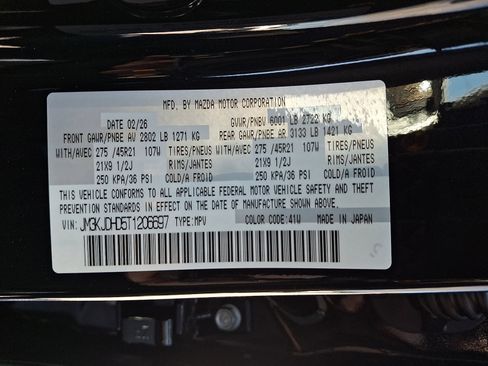 MFD. BY MAZDA MOTOR CORPORATION
DATE 02/26 GVWR/PNBV 6001 LB 2722 KG
FRONT GAWR/PNBE AV 2802 LB 1271 KG REAR GAWR/PNBE AR 3133 LB 1421 KG
WITH/AVEC 275 /45R21 107W TIRES/PNEUS WITH/AVEC 275 /45R21 107W TIRES/PNEUS
21X9 1/2J RIMS/JANTES 21X9 1/2J RIMS/JANTES
250 KPA/36 PSI COLD/A FROID 250 KPA/36 PSI COLD/A FROID
THIS VEHICLE CONFORMS TO ALL APPLICABLE FEDERAL MOTOR VEHICLE SAFETY AND THEFT
PREVENTION STANDARDS IN EFFECT ON THE DATE OF MANUFACTURE SHOWN ABOVE.
VIN: JM3KJDHD5T1206697 TYPE:MPV COLOR CODE:41W MADE IN JAPAN